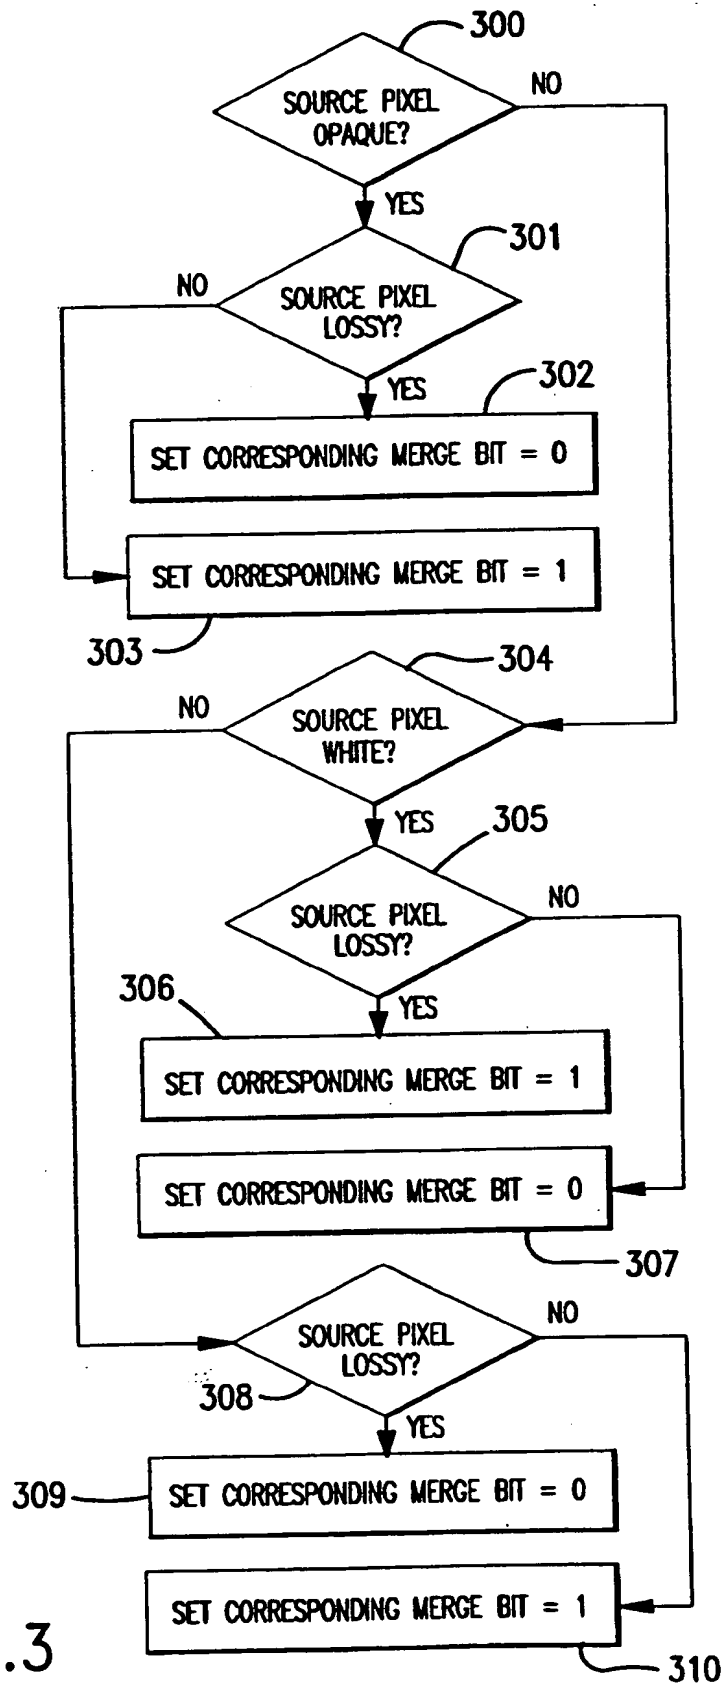 300
SOURCE PIXEL
OPAQUE?
NO
YES
301
NO
SOURCE PIXEL
LOSSY?
YES
302
SET CORRESPONDING MERGE BIT = 0
SET CORRESPONDING MERGE BIT = 1
303
304
NO
SOURCE PIXEL
WHITE?
YES
305
SOURCE PIXEL
LOSSY?
NO
306
YES
SET CORRESPONDING MERGE BIT = 1
SET CORRESPONDING MERGE BIT = 0
307
SOURCE PIXEL
LOSSY?
NO
308
YES
309
SET CORRESPONDING MERGE BIT = 0
SET CORRESPONDING MERGE BIT = 1
.3
310